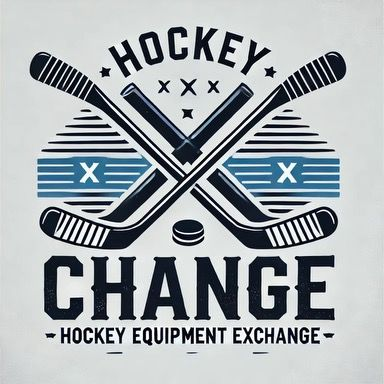 HOCKEY
X X X
X X
CHANGE
HOCKEY EQUIPMENT EXCHANGE